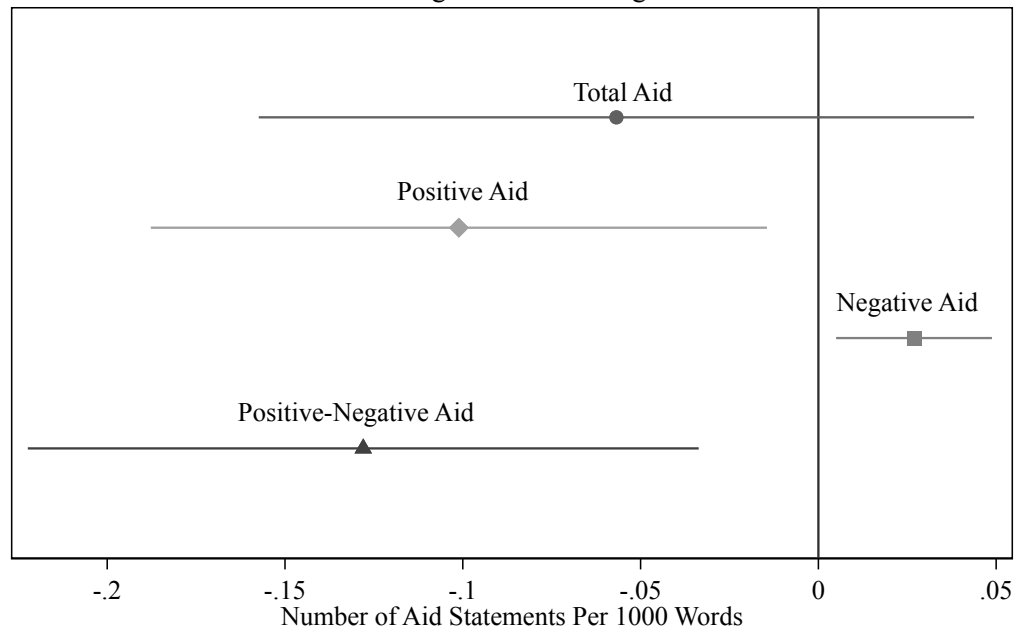 Total Aid
Positive Aid
Negative Aid
Positive-Negative Aid
-.2 -.15 -.1 -.05 0 .05
Number of Aid Statements Per 1000 Words